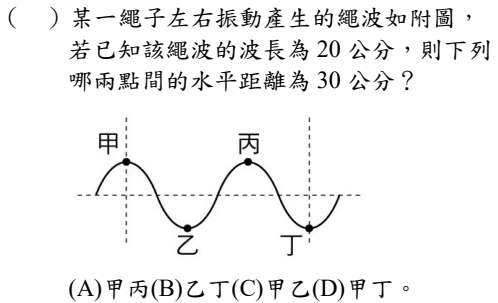 (　　) 某一繩子左右振動產生的繩波如附圖，
若已知該繩波的波長為 20 公分，則下列
哪兩點間的水平距離為 30 公分？
甲 丙
乙 丁
(A)甲丙(B)乙丁(C)甲乙(D)甲丁。